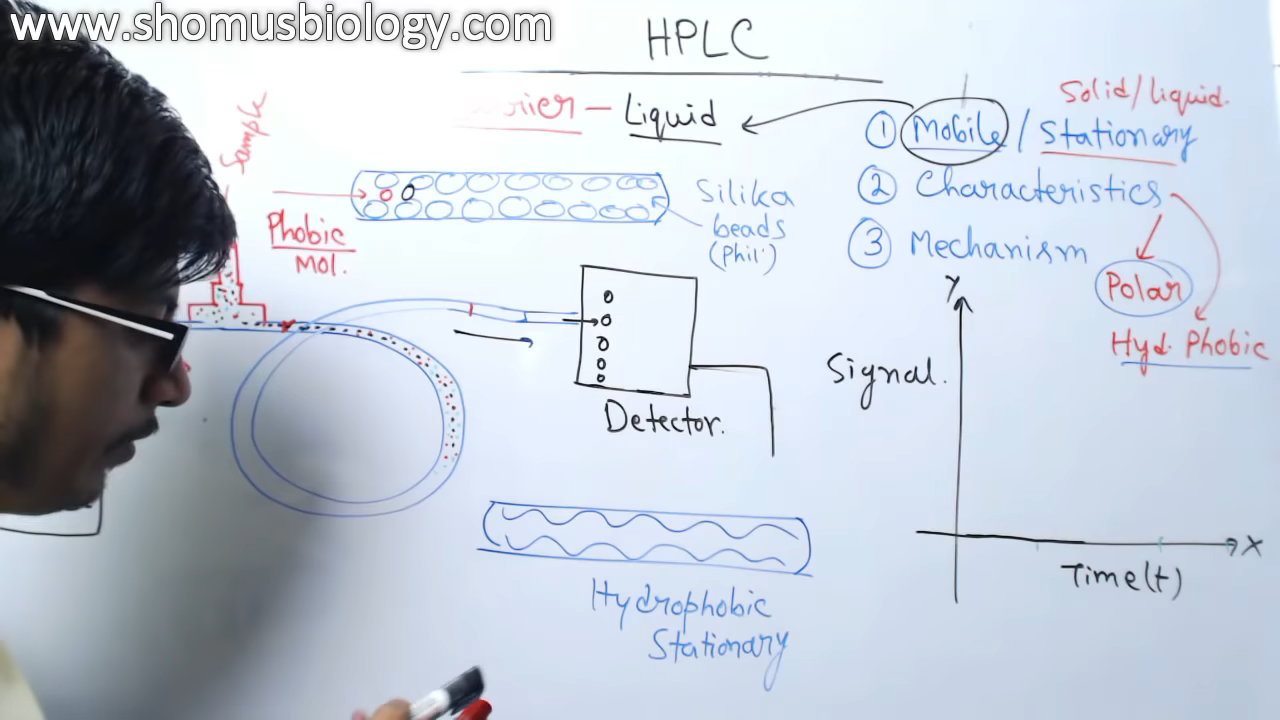 www.shomusbiology.com
HPLC
Liquid
Solid/Liquid.
① Mobile / Stationary
② Characteristics
③ Mechanism
Polar
Hyd. Phobic
Sample
Phobic
Mol.
Silika
beads
(Phil·)
Detector.
Y
Signal.
X
Time(t)
Hydrophobic
Stationary